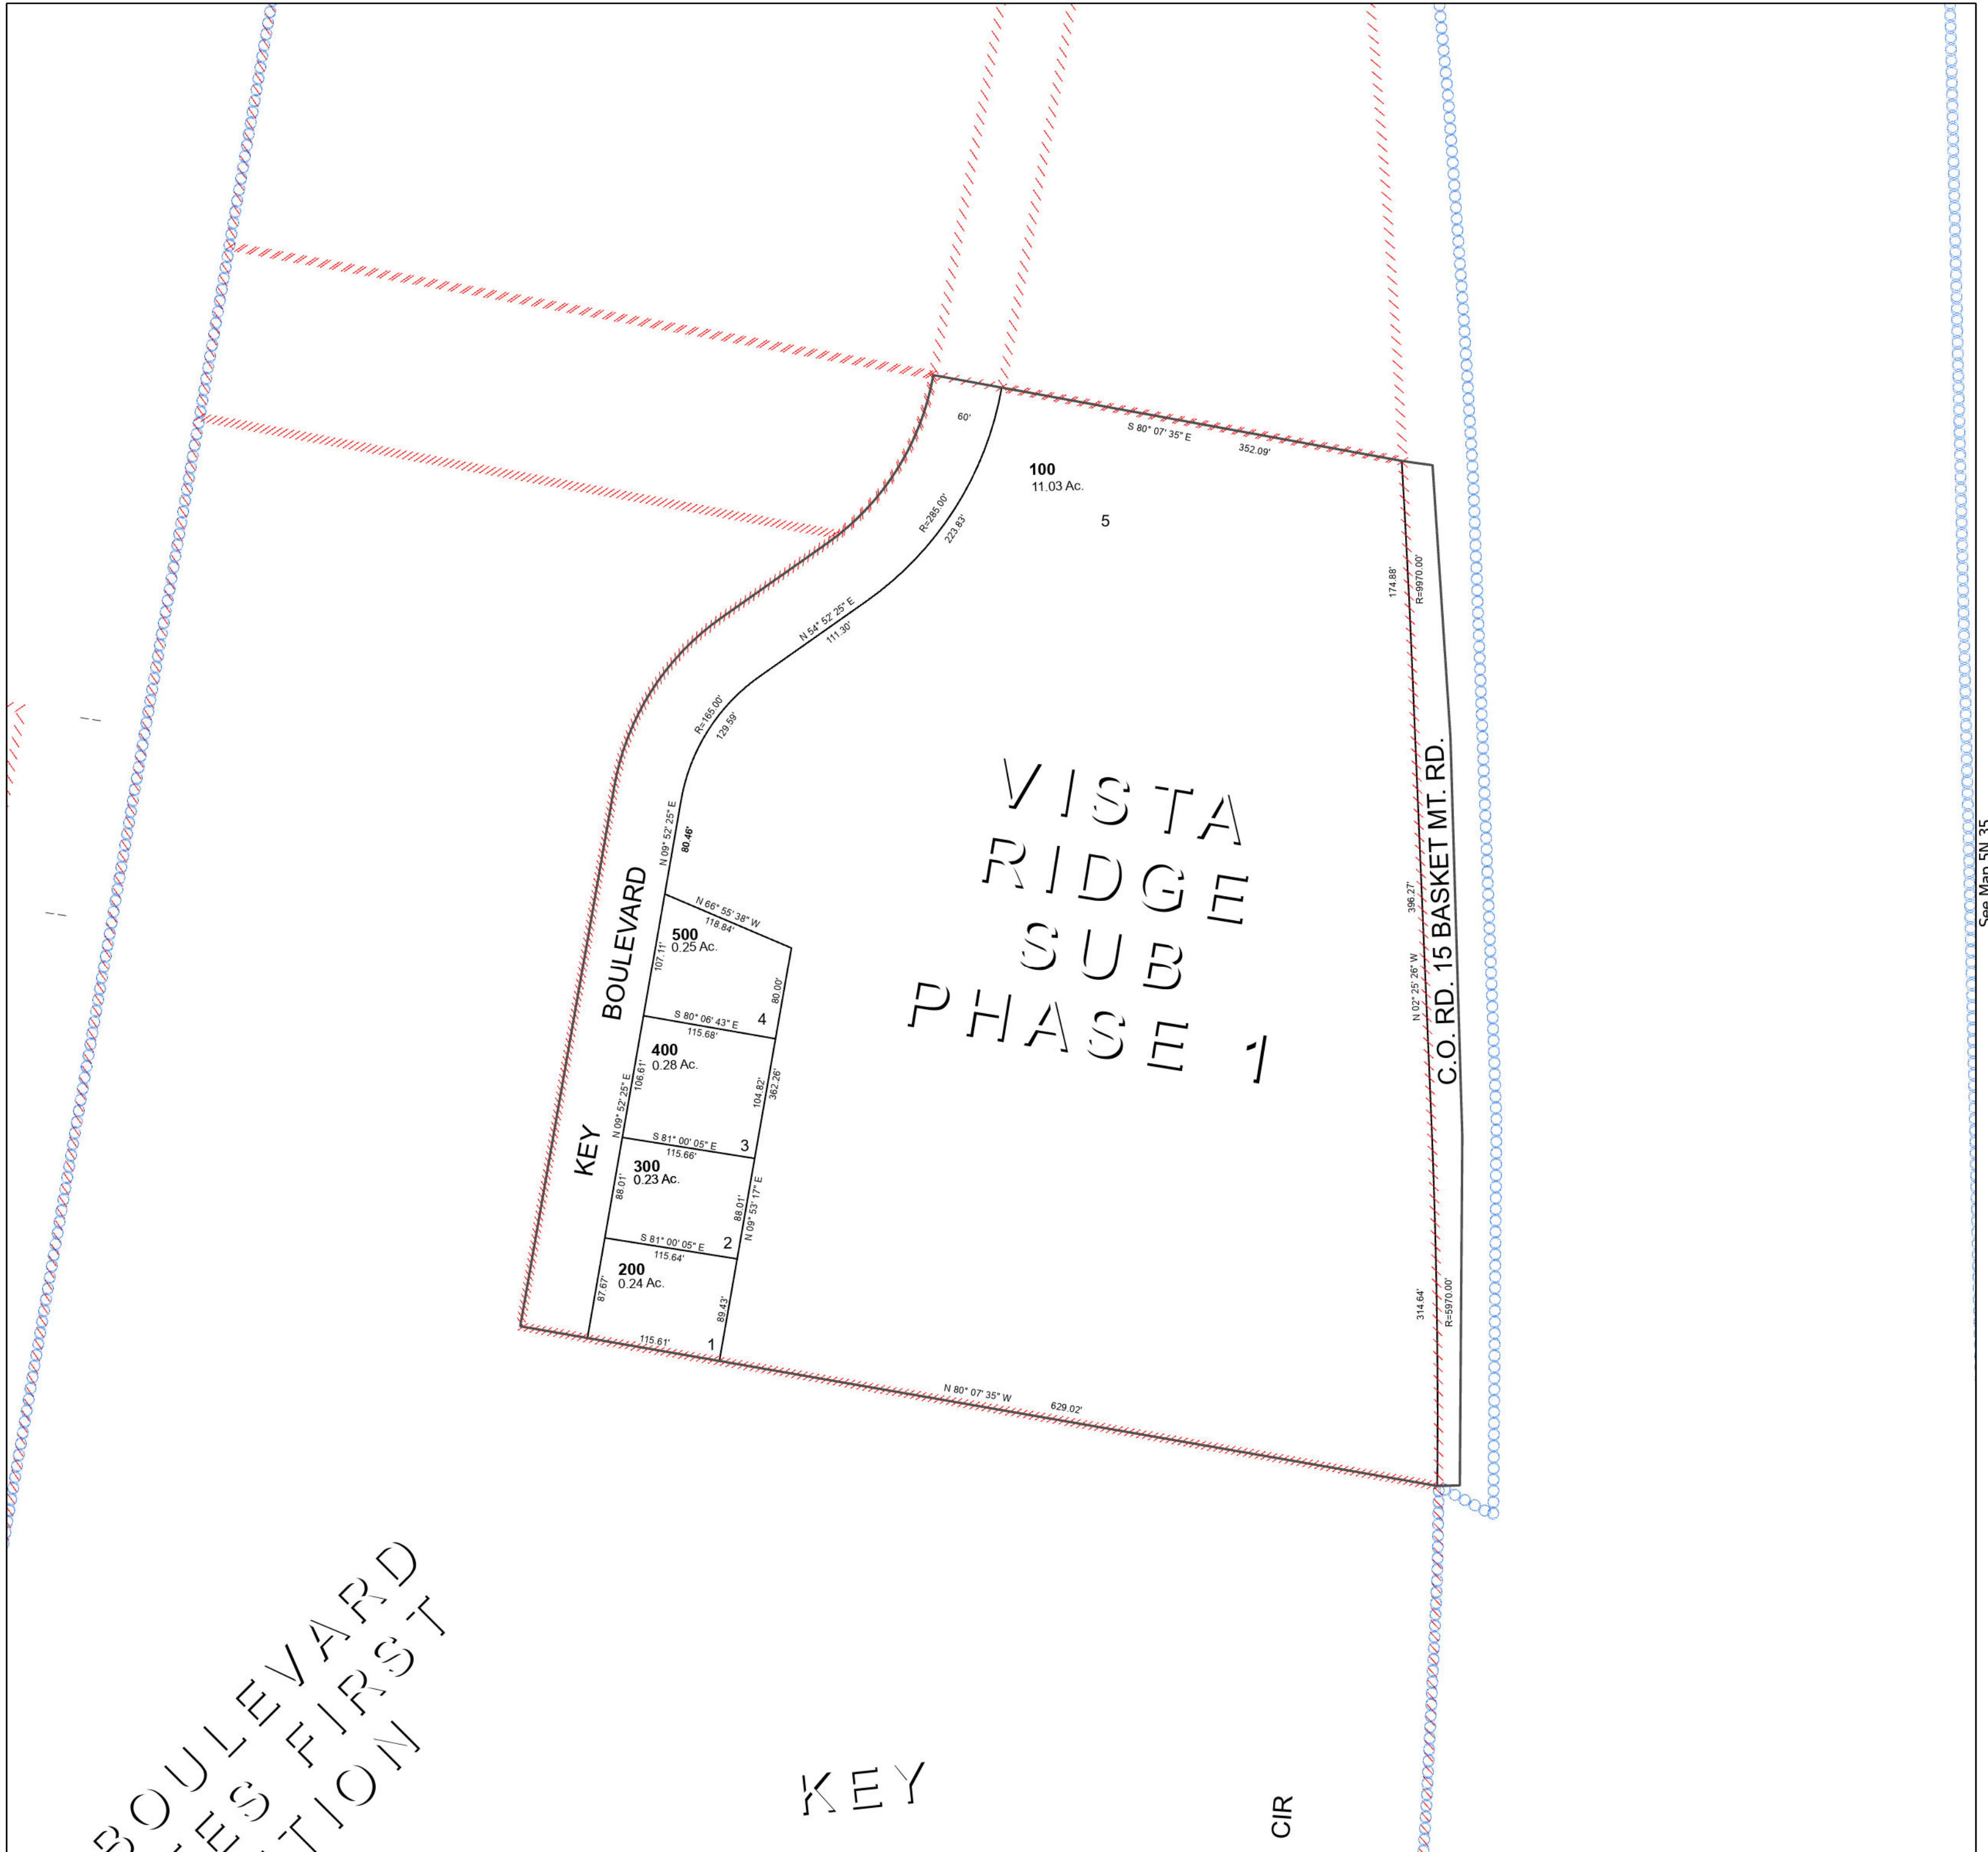 60'
S 80° 07' 35" E
352.09'
100
11.03 Ac.
5
R=285.00'
223.83'
174.88'
R=9970.00'
N 54° 52' 25" E
111.30'
R=165.00'
129.59'
N 09° 52' 25" E
80.46'
VISTA
RIDGE
SUB
PHASE 1
C.O. RD. 15 BASKET MT. RD.
See Map 5N 35
KEY BOULEVARD
N 66° 55' 38" W
118.84'
500
0.25 Ac.
107.11'
80.00'
4
S 80° 06' 43" E
115.68'
400
0.28 Ac.
106.61'
N 09° 52' 25" E
104.82'
362.26'
396.27'
N 02° 25' 26" W
3
S 81° 00' 05" E
115.66'
300
0.23 Ac.
88.01'
88.01'
N 09° 53' 17" E
2
S 81° 00' 05" E
115.64'
200
0.24 Ac.
87.67'
89.43'
1
115.61'
314.64'
R=5970.00'
N 80° 07' 35" W
629.02'
BOULEVARD
ES FIRST
TION
KEY
CIR